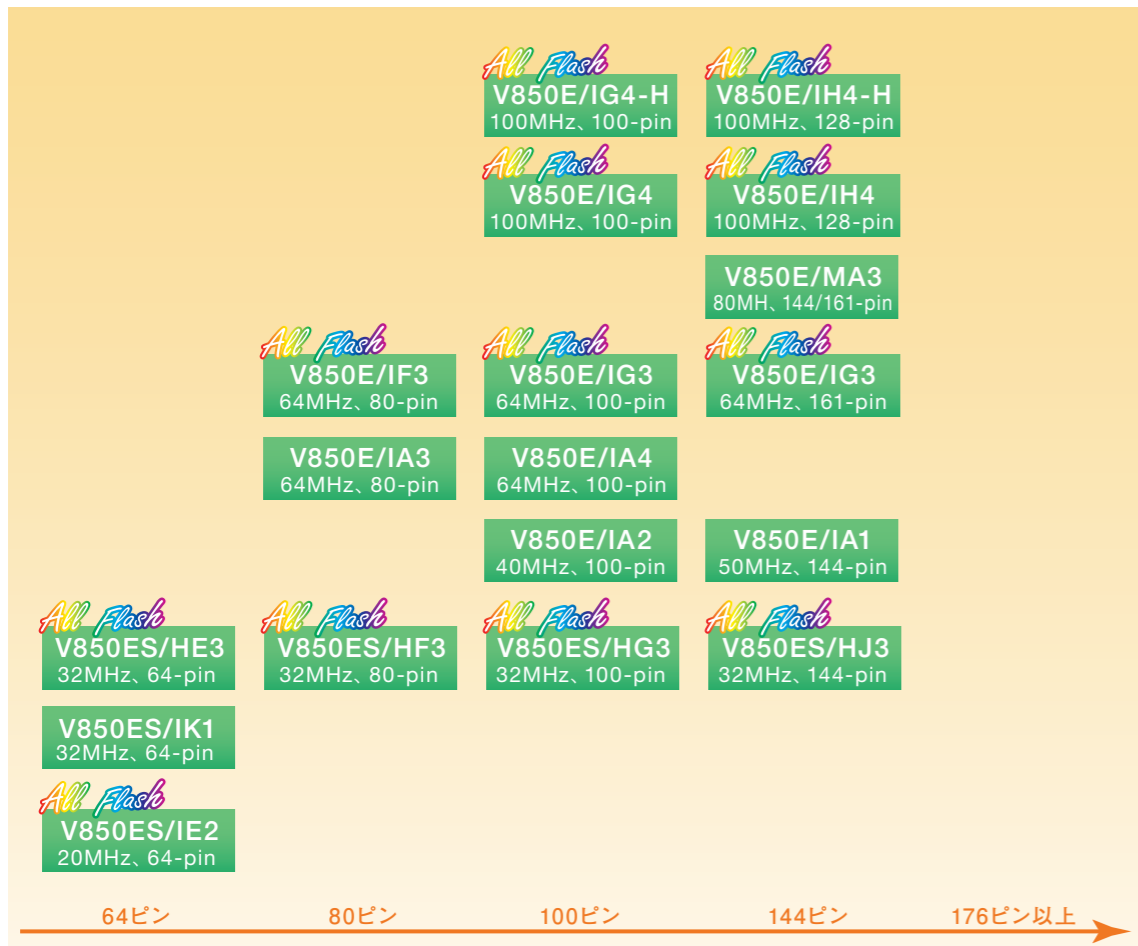 All Flash
V850E/IG4-H
100MHz、100-pin
All Flash
V850E/IH4-H
100MHz、128-pin
All Flash
V850E/IG4
100MHz、100-pin
All Flash
V850E/IH4
100MHz、128-pin
V850E/MA3
80MH、144/161-pin
All Flash
V850E/IF3
64MHz、80-pin
All Flash
V850E/IG3
64MHz、100-pin
All Flash
V850E/IG3
64MHz、161-pin
V850E/IA3
64MHz、80-pin
V850E/IA4
64MHz、100-pin
V850E/IA2
40MHz、100-pin
V850E/IA1
50MHz、144-pin
All Flash
V850ES/HE3
32MHz、64-pin
All Flash
V850ES/HF3
32MHz、80-pin
All Flash
V850ES/HG3
32MHz、100-pin
All Flash
V850ES/HJ3
32MHz、144-pin
V850ES/IK1
32MHz、64-pin
All Flash
V850ES/IE2
20MHz、64-pin
64ピン
80ピン
100ピン
144ピン
176ピン以上